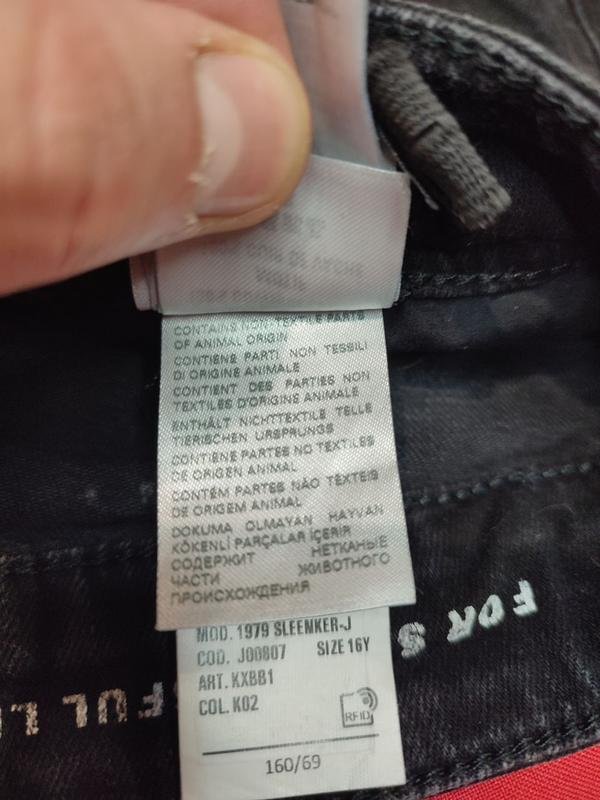 CONTAINS NON-TEXTILE PARTS
OF ANIMAL ORIGIN
CONTIENE PARTI NON TESSILI
DI ORIGINE ANIMALE
CONTIENT DES PARTIES NON
TEXTILES D'ORIGINE ANIMALE
ENTHÄLT NICHTTEXTILE TEILE
TIERISCHEN URSPRUNGS
CONTIENE PARTES NO TEXTILES
DE ORIGEN ANIMAL
CONTÉM PARTES NÃO TÊXTEIS
DE ORIGEM ANIMAL
DOKUMA OLMAYAN HAYVAN
KÖKENLİ PARÇALAR İÇERİR
СОДЕРЖИТ НЕТКАНЫЕ
ЧАСТИ ЖИВОТНОГО
ПРОИСХОЖДЕНИЯ
MOD. 1979 SLEENKER-J
COD. J00807 SIZE 16Y
ART. KXBB1
COL. K02
RFID
160/69
FOR S
FUL L